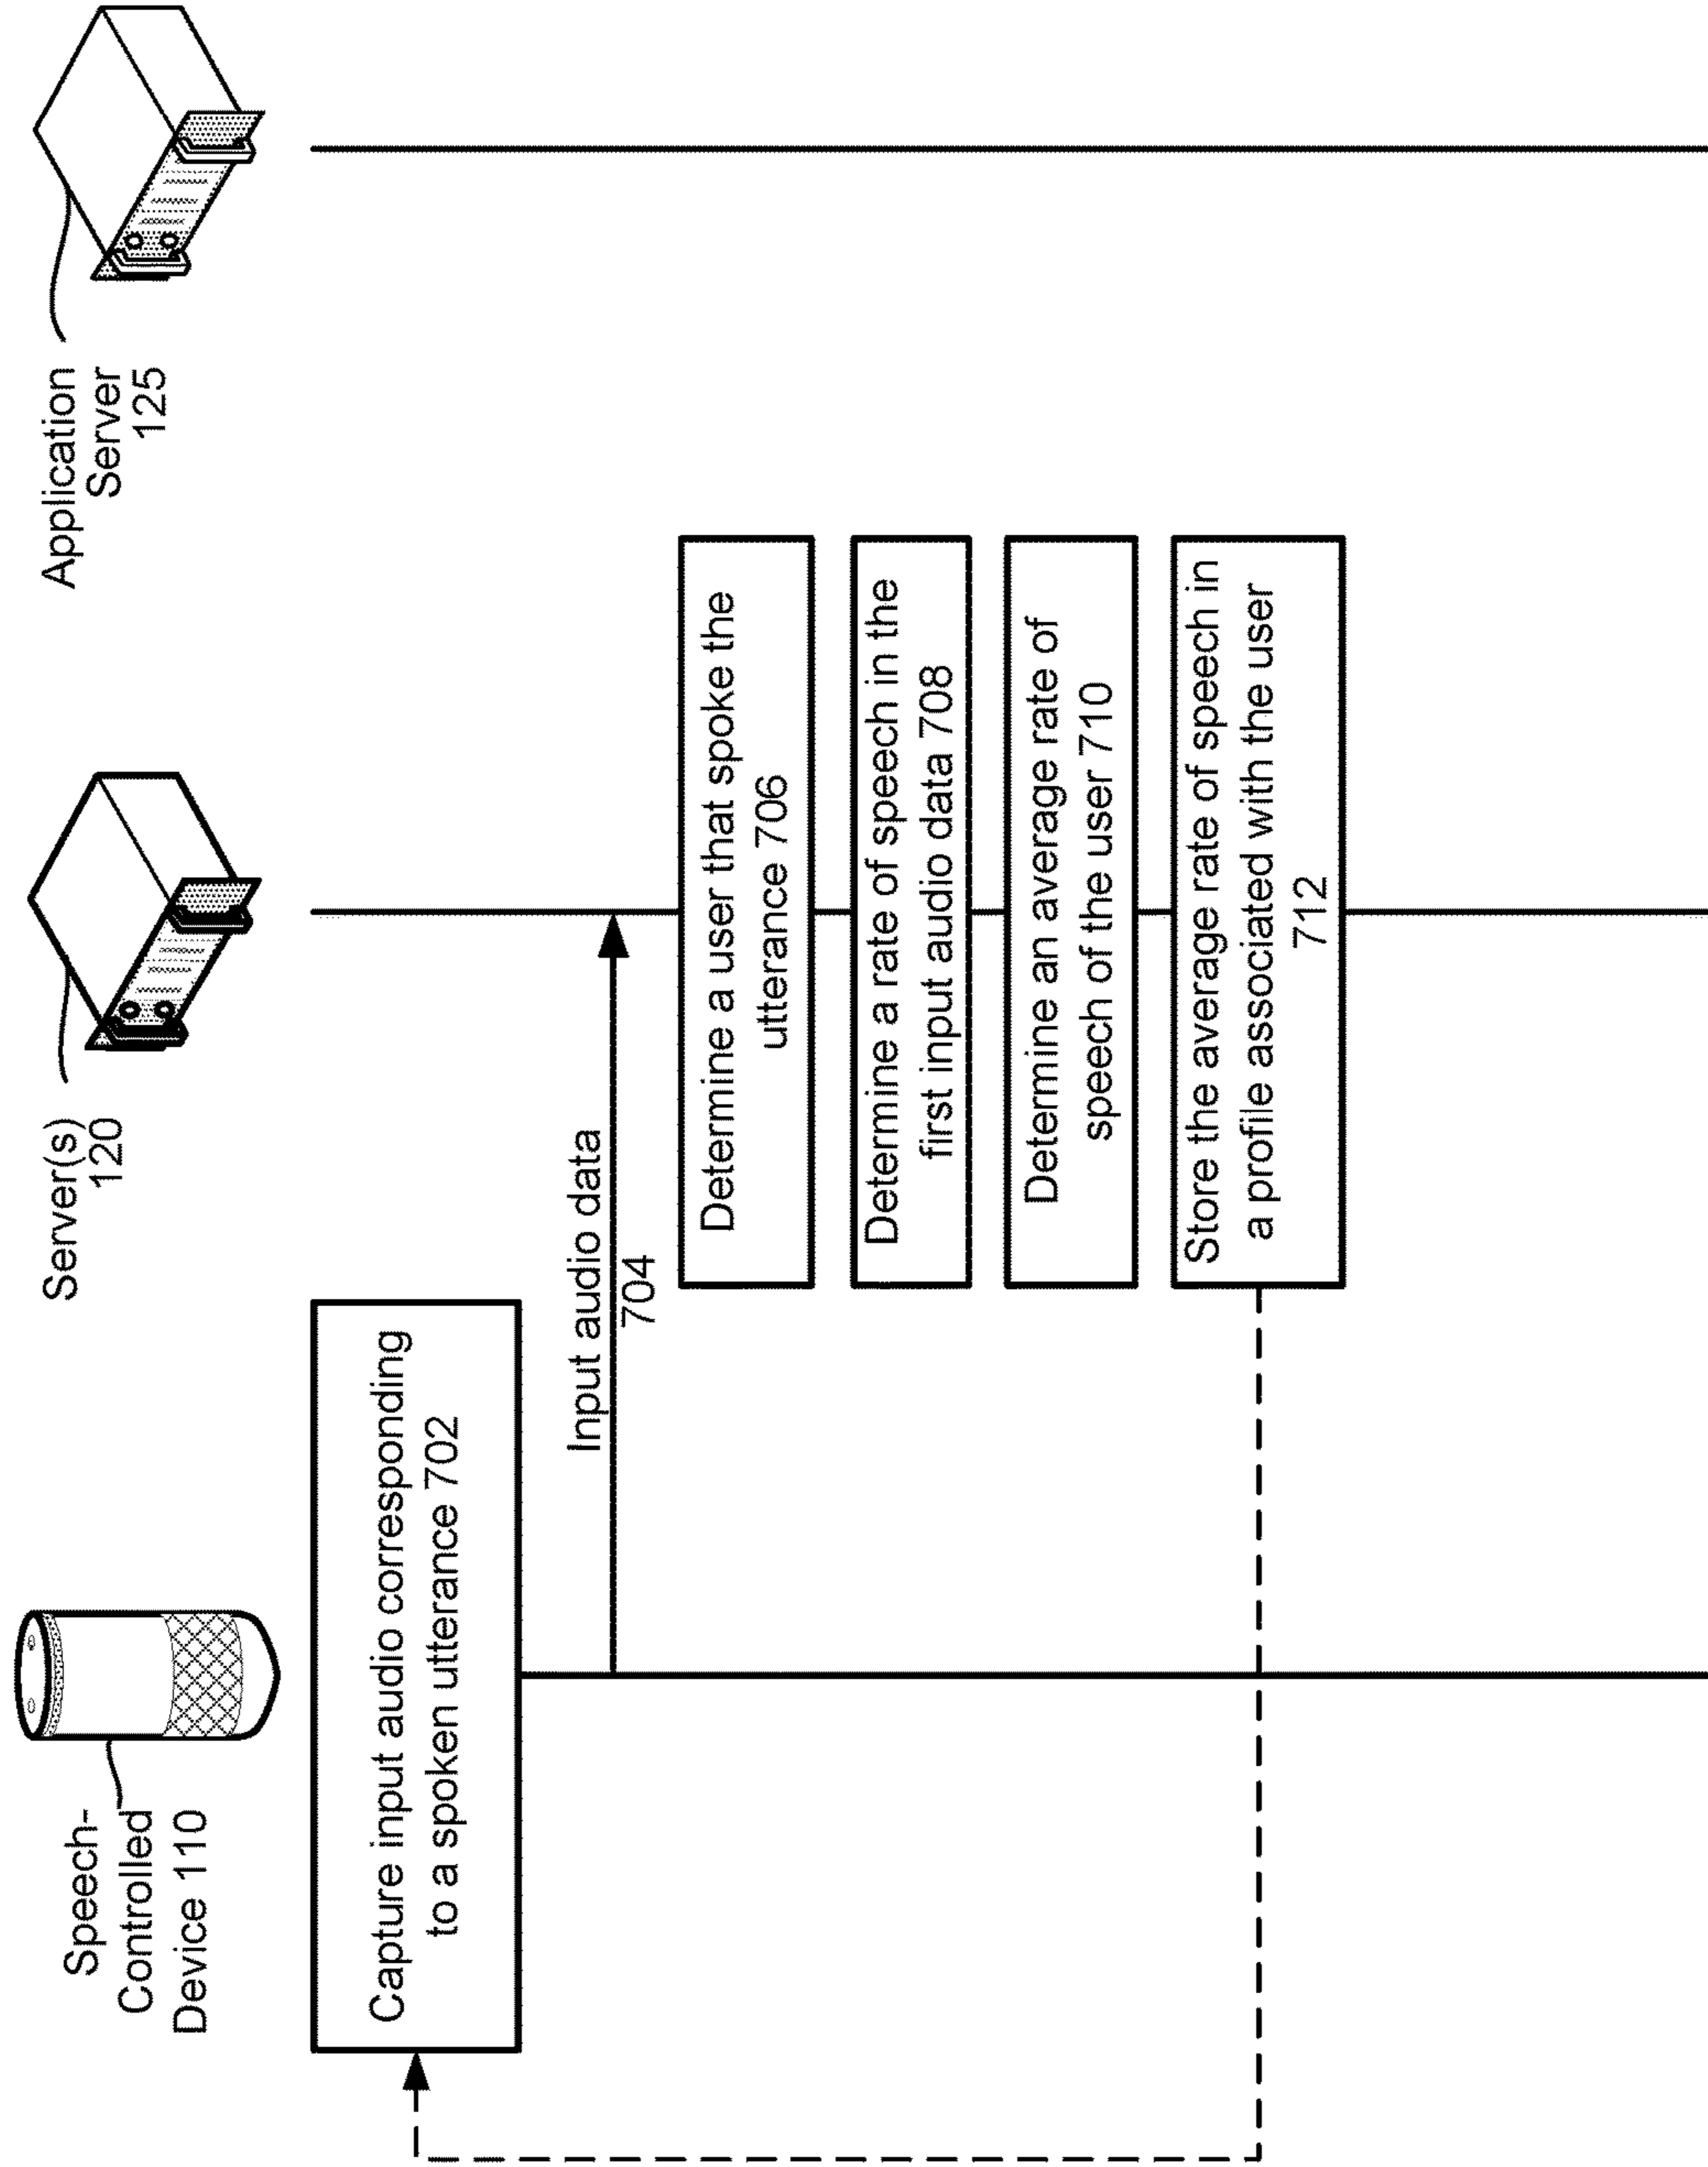 Speech-
Controlled
Device 110
Server(s)
120
Application
Server
125
Capture input audio corresponding
to a spoken utterance 702
Input audio data
704
Determine a user that spoke the
utterance 706
Determine a rate of speech in the
first input audio data 708
Determine an average rate of
speech of the user 710
Store the average rate of speech in
a profile associated with the user
712